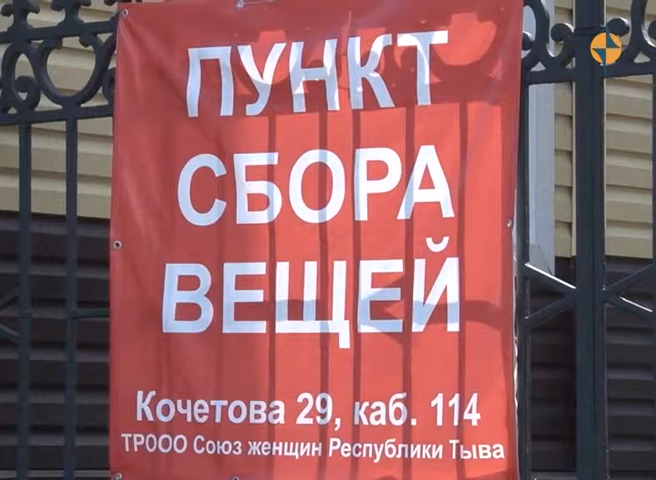 ПУНКТ
СБОРА
ВЕЩЕЙ
Кочетова 29, каб. 114
ТРООО Союз женщин Республики Тыва